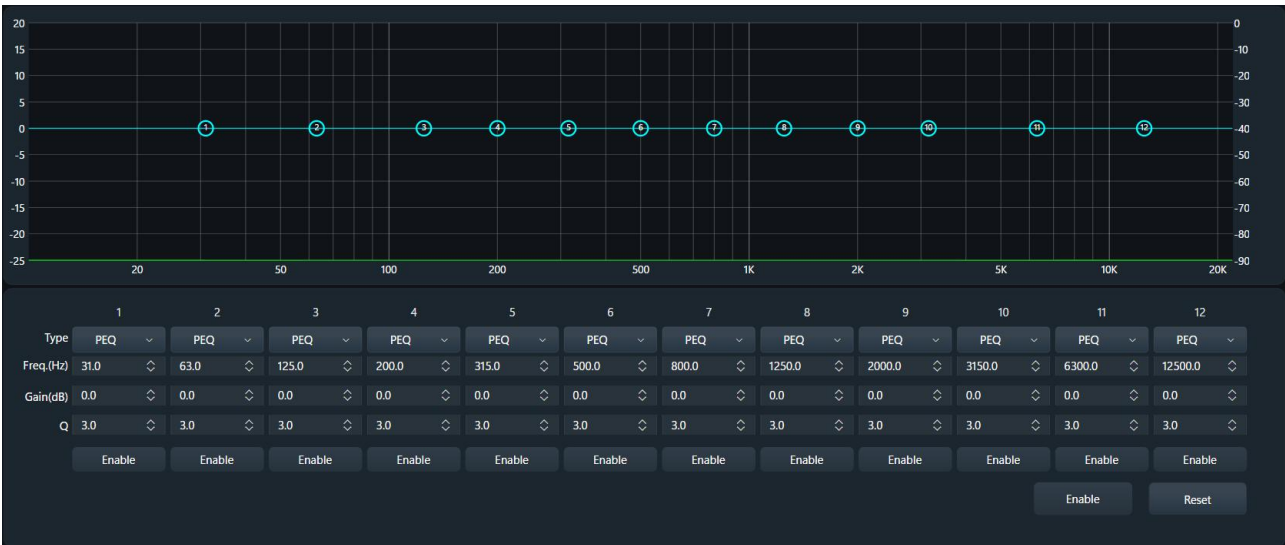 20 0
15 -10
10 -20
5 -30
0 1 2 3 4 5 6 7 8 9 10 11 12 -40
-5 -50
-10 -60
-15 -70
-20 -80
-25 -90
20 50 100 200 500 1K 2K 5K 10K 20K
1 2 3 4 5 6 7 8 9 10 11 12
Type PEQ PEQ PEQ PEQ PEQ PEQ PEQ PEQ PEQ PEQ PEQ PEQ
Freq.(Hz) 31.0 63.0 125.0 200.0 315.0 500.0 800.0 1250.0 2000.0 3150.0 6300.0 12500.0
Gain(dB) 0.0 0.0 0.0 0.0 0.0 0.0 0.0 0.0 0.0 0.0 0.0 0.0
Q 3.0 3.0 3.0 3.0 3.0 3.0 3.0 3.0 3.0 3.0 3.0 3.0
Enable Enable Enable Enable Enable Enable Enable Enable Enable Enable Enable Enable
Enable Reset